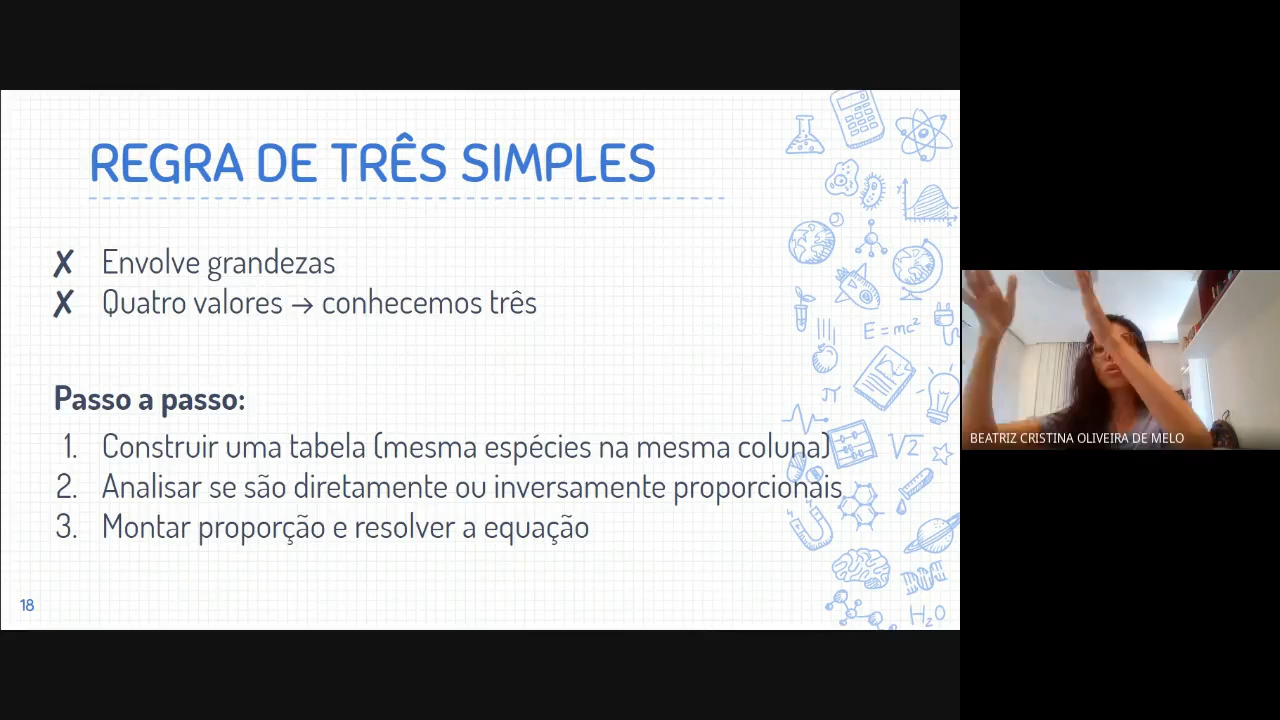 REGRA DE TRÊS SIMPLES
✗ Envolve grandezas
✗ Quatro valores → conhecemos três
Passo a passo:
1. Construir uma tabela (mesma espécies na mesma coluna)
2. Analisar se são diretamente ou inversamente proporcionais
3. Montar proporção e resolver a equação
18
y
x
E = mc²
π
√2
H₂O
BEATRIZ CRISTINA OLIVEIRA DE MELO